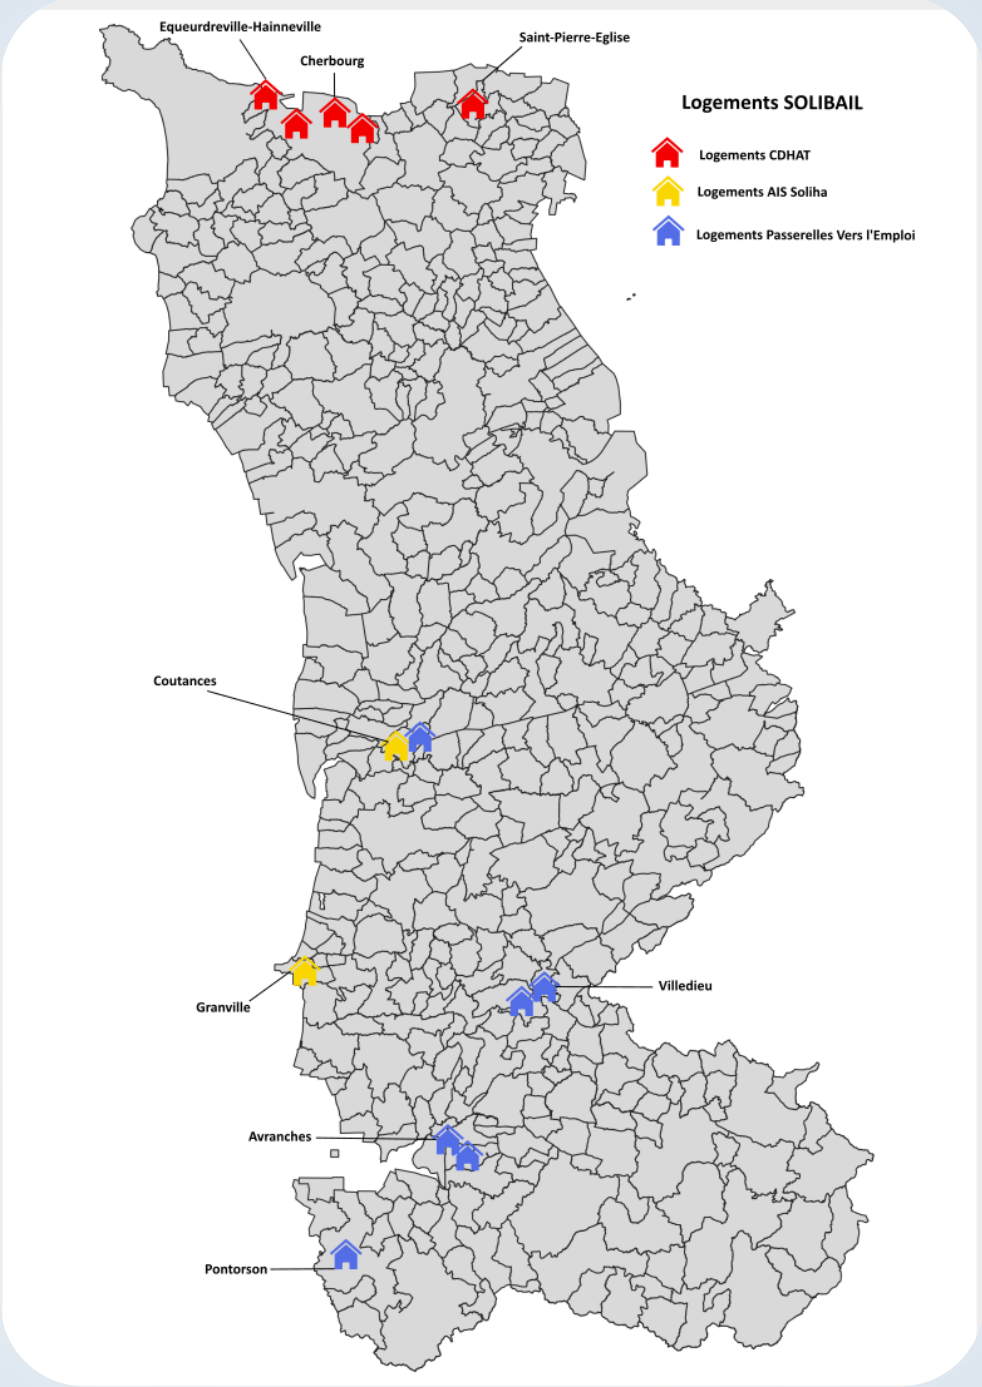 Equeurdreville-Hainneville
Saint-Pierre-Eglise
Cherbourg
Logements SOLIBAIL
Logements CDHAT
Logements AIS Soliha
Logements Passerelles Vers l'Emploi
Coutances
Villedieu
Granville
Avranches
Pontorson